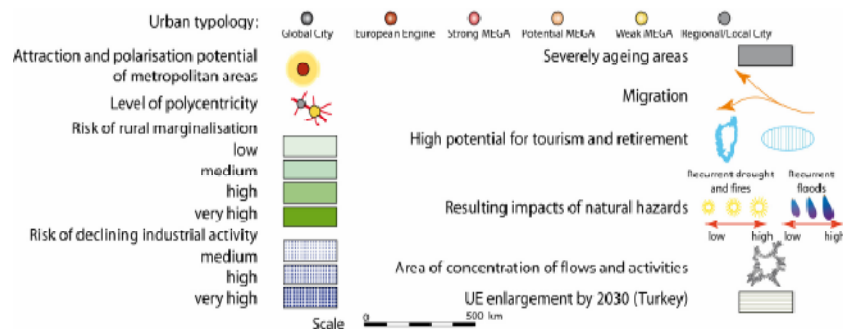 Urban typology:
Global City European Engine Strong MEGA Potential MEGA Weak MEGA Regional/Local City
Attraction and polarisation potential
of metropolitan areas
Level of polycentricity
Risk of rural marginalisation
low
medium
high
very high
Risk of declining industrial activity
medium
high
very high
Severely ageing areas
Migration
High potential for tourism and retirement
Recurrent drought
and fires
Recurrent
floods
Resulting impacts of natural hazards
low high low high
Area of concentration of flows and activities
UE enlargement by 2030 (Turkey)
Scale 0 500 km